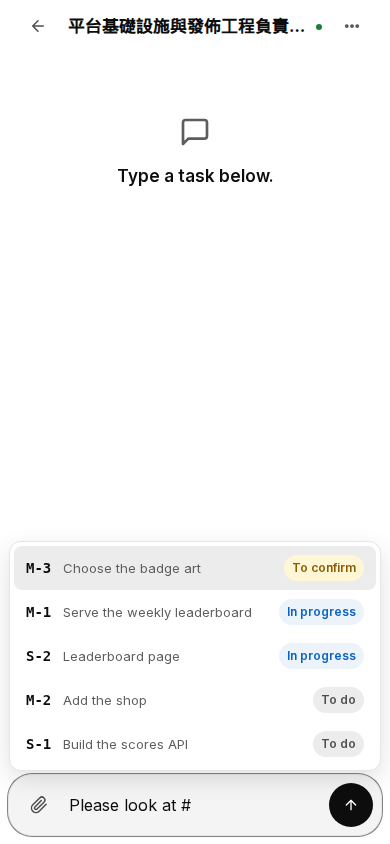 平台基礎設施與發佈工程負責...
Type a task below.
M-3 Choose the badge art To confirm
M-1 Serve the weekly leaderboard In progress
S-2 Leaderboard page In progress
M-2 Add the shop To do
S-1 Build the scores API To do
Please look at #